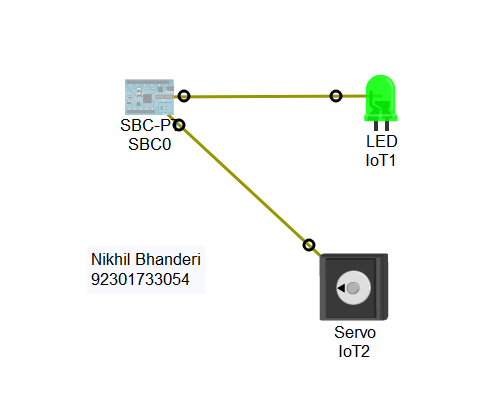 SBC-PT
SBC0
LED
IoT1
Nikhil Bhanderi
92301733054
Servo
IoT2